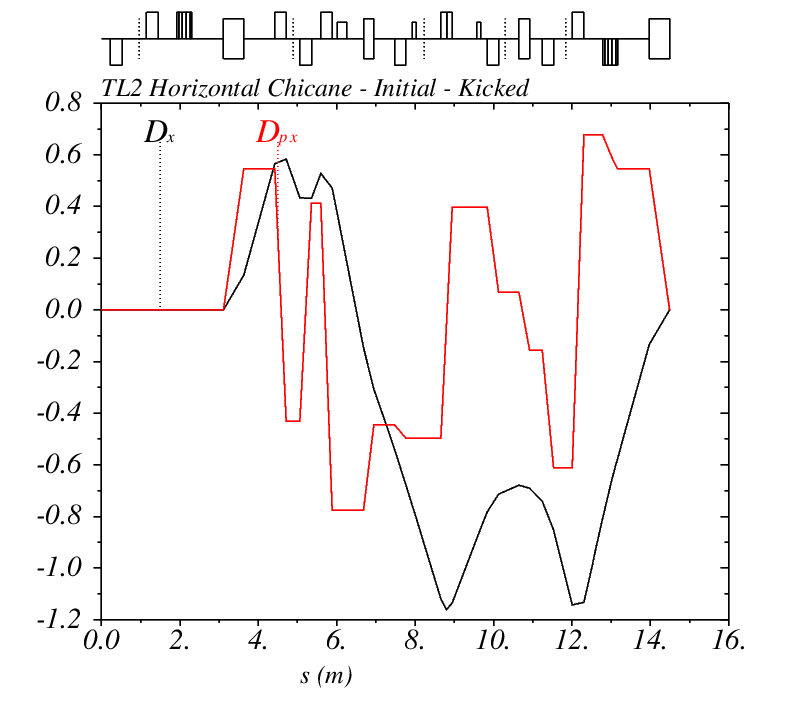 TL2 Horizontal Chicane - Initial - Kicked
0.8
0.6
0.4
0.2
0.0
-0.2
-0.4
-0.6
-0.8
-1.0
-1.2
Dx
Dpx
0.0 2. 4. 6. 8. 10. 12. 14. 16.
s (m)